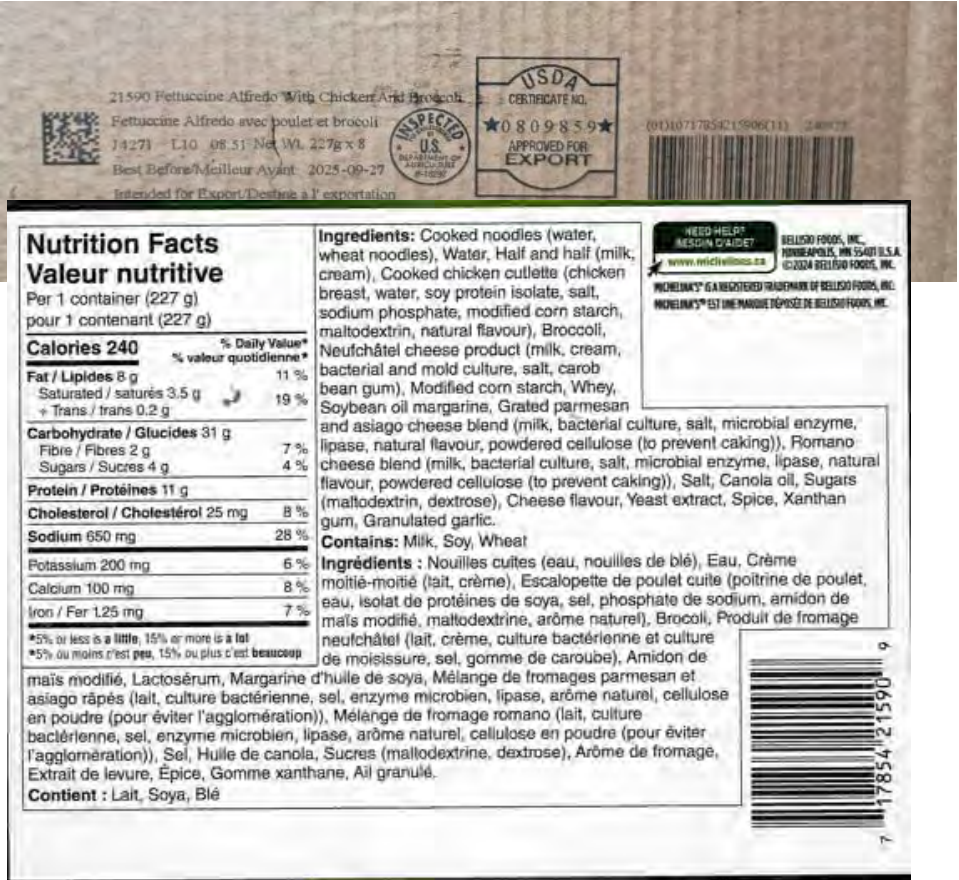 21590 Fettuccine Alfredo With Chicken And Broccoli
Fettuccine Alfredo avec poulet et brocoli
14271 L10 08:51 Net Wt. 227g x 8
Best Before/Meilleur Avant 2025-09-27
Intended for Export/Destine a l' exportation
INSPECTED
U.S.
DEPARTMENT OF
AGRICULTURE
USDA
CERTIFICATE NO.
★0809859★
APPROVED FOR
EXPORT
(01)10717854215906(11)
Nutrition Facts
Valeur nutritive
Per 1 container (227 g)
pour 1 contenant (227 g)
Calories 240
% Daily Value*
% valeur quotidienne*
Fat / Lipides 8 g 11 %
Saturated / saturés 3.5 g
+ Trans / trans 0.2 g 19 %
Carbohydrate / Glucides 31 g
Fibre / Fibres 2 g 7 %
Sugars / Sucres 4 g 4 %
Protein / Protéines 11 g
Cholesterol / Cholestérol 25 mg 8 %
Sodium 650 mg 28 %
Potassium 200 mg 6 %
Calcium 100 mg 8 %
Iron / Fer 1.25 mg 7 %
*5% or less is a little, 15% or more is a lot
*5% ou moins c'est peu, 15% ou plus c'est beaucoup
Ingredients: Cooked noodles (water,
wheat noodles), Water, Half and half (milk,
cream), Cooked chicken cutlette (chicken
breast, water, soy protein isolate, salt,
sodium phosphate, modified corn starch,
maltodextrin, natural flavour), Broccoli,
Neufchâtel cheese product (milk, cream,
bacterial and mold culture, salt, carob
bean gum), Modified corn starch, Whey,
Soybean oil margarine, Grated parmesan
and asiago cheese blend (milk, bacterial culture, salt, microbial enzyme,
lipase, natural flavour, powdered cellulose (to prevent caking)), Romano
cheese blend (milk, bacterial culture, salt, microbial enzyme, lipase, natural
flavour, powdered cellulose (to prevent caking)), Salt, Canola oil, Sugars
(maltodextrin, dextrose), Cheese flavour, Yeast extract, Spice, Xanthan
gum, Granulated garlic.
Contains: Milk, Soy, Wheat
Ingrédients : Nouilles cuites (eau, nouilles de blé), Eau, Crème
moitié-moitié (lait, crème), Escalopette de poulet cuite (poitrine de poulet,
eau, isolat de protéines de soya, sel, phosphate de sodium, amidon de
maïs modifié, maltodextrine, arôme naturel), Brocoli, Produit de fromage
neufchâtel (lait, crème, culture bactérienne et culture
de moisissure, sel, gomme de caroube), Amidon de
maïs modifié, Lactosérum, Margarine d'huile de soya, Mélange de fromages parmesan et
asiago râpés (lait, culture bactérienne, sel, enzyme microbien, lipase, arôme naturel, cellulose
en poudre (pour éviter l'agglomération)), Mélange de fromage romano (lait, culture
bactérienne, sel, enzyme microbien, lipase, arôme naturel, cellulose en poudre (pour éviter
l'agglomération)), Sel, Huile de canola, Sucres (maltodextrine, dextrose), Arôme de fromage,
Extrait de levure, Épice, Gomme xanthane, Ail granulé.
Contient : Lait, Soya, Blé
NEED HELP?
BESOIN D'AIDE?
www.michelinas.ca
BELLISIO FOODS, INC.,
MINNEAPOLIS, MN 55401 U.S.A.
©2024 BELLISIO FOODS, INC.
MICHELINA'S® IS A REGISTERED TRADEMARK OF BELLISIO FOODS, INC.
MICHELINA'S® EST UNE MARQUE DÉPOSÉE DE BELLISIO FOODS, INC.
7 17854 21590 9